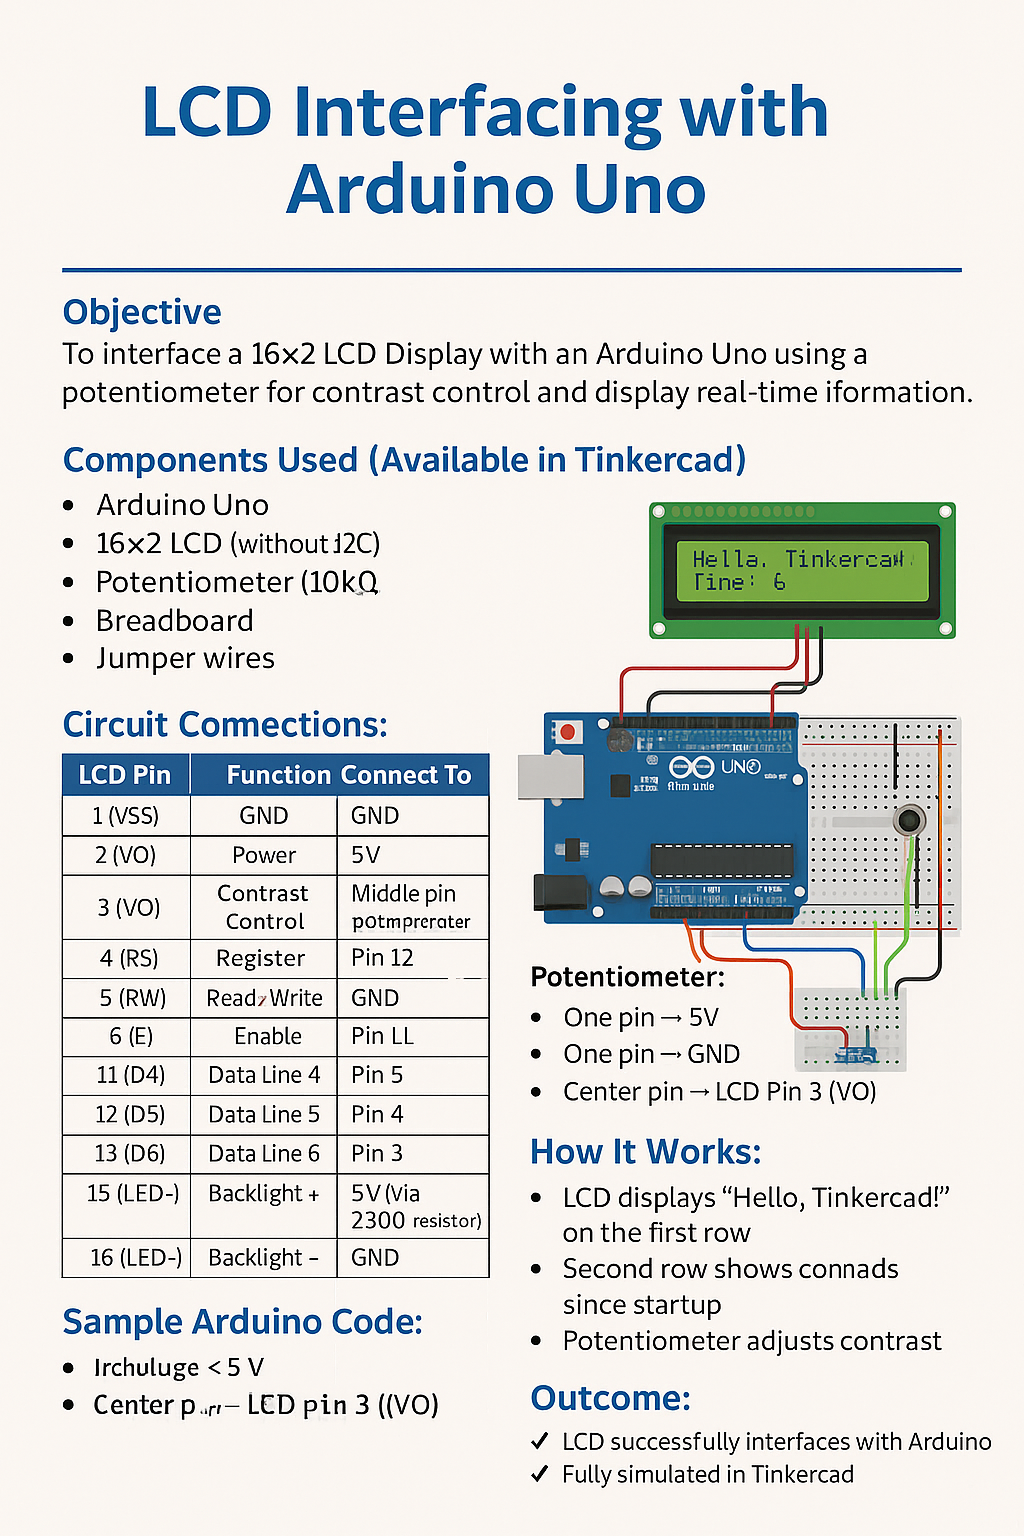 LCD Interfacing with
Arduino Uno
Objective
To interface a 16×2 LCD Display with an Arduino Uno using a
potentiometer for contrast control and display real-time iformation.
Components Used (Available in Tinkercad)
• Arduino Uno
• 16×2 LCD (without I2C)
• Potentiometer (10kΩ
• Breadboard
• Jumper wires
Hella. Tinkercad
Tine: 6
UNO
Circuit Connections:
LCD Pin Function Connect To
1 (VSS) GND GND
2 (VO) Power 5V
3 (VO) Contrast Control Middle pin potmprerater
4 (RS) Register Pin 12
5 (RW) Read/Write GND
6 (E) Enable Pin LL
11 (D4) Data Line 4 Pin 5
12 (D5) Data Line 5 Pin 4
13 (D6) Data Line 6 Pin 3
15 (LED-) Backlight + 5V (via 2300 resistor)
16 (LED-) Backlight – GND
Sample Arduino Code:
• Irchuluge < 5 V
• Center – LCD pin 3 ((VO)
Potentiometer:
• One pin → 5V
• One pin → GND
• Center pin → LCD Pin 3 (VO)
How It Works:
• LCD displays “Hello, Tinkercad!”
on the first row
• Second row shows connads
since startup
• Potentiometer adjusts contrast
Outcome:
✓ LCD successfully interfaces with Arduino
✓ Fully simulated in Tinkercad